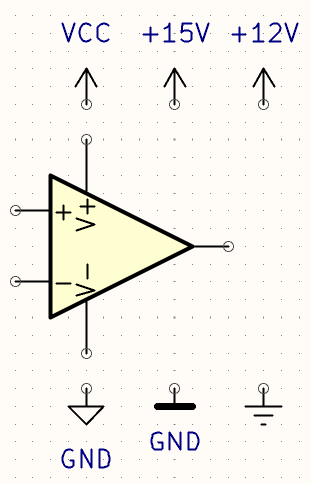 VCC +15V +12V
V+
+
−
V−
GND GND